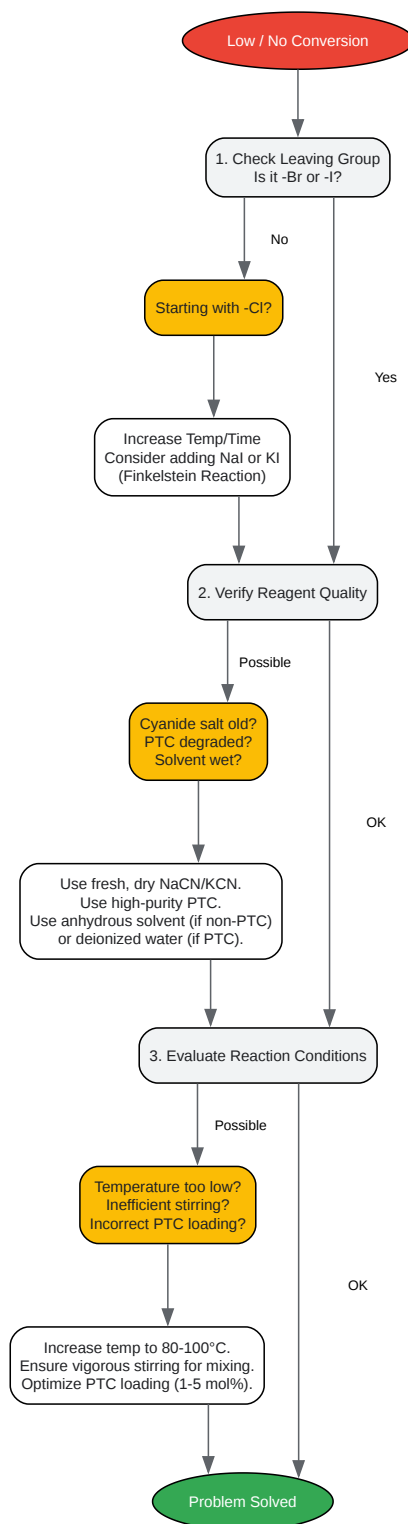 Low / No Conversion
1. Check Leaving Group
Is it -Br or -I?
No
Starting with -Cl?
Yes
Increase Temp/Time
Consider adding NaI or KI
(Finkelstein Reaction)
2. Verify Reagent Quality
Possible
Cyanide salt old?
PTC degraded?
Solvent wet?
OK
Use fresh, dry NaCN/KCN.
Use high-purity PTC.
Use anhydrous solvent (if non-PTC)
or deionized water (if PTC).
3. Evaluate Reaction Conditions
Possible
Temperature too low?
Inefficient stirring?
Incorrect PTC loading?
OK
Increase temp to 80-100°C.
Ensure vigorous stirring for mixing.
Optimize PTC loading (1-5 mol%).
Problem Solved